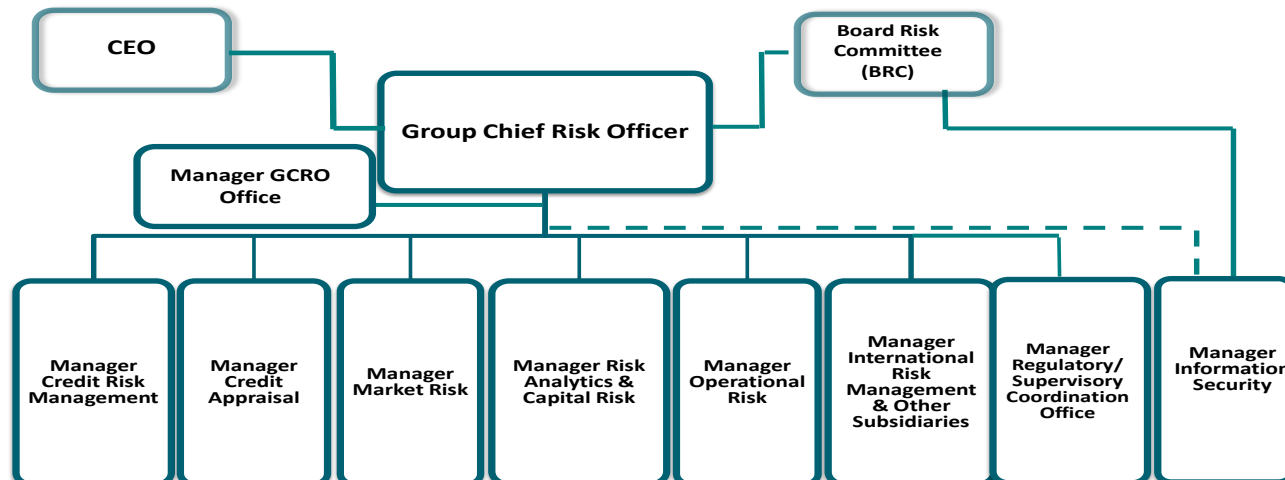 CEO
Board Risk
Committee
(BRC)
Group Chief Risk Officer
Manager GCRO
Office
Manager
Credit Risk
Management
Manager
Credit
Appraisal
Manager
Market Risk
Manager Risk
Analytics &
Capital Risk
Manager
Operational
Risk
Manager
International
Risk
Management
& Other
Subsidiaries
Manager
Regulatory/
Supervisory
Coordination
Office
Manager
Information
Security